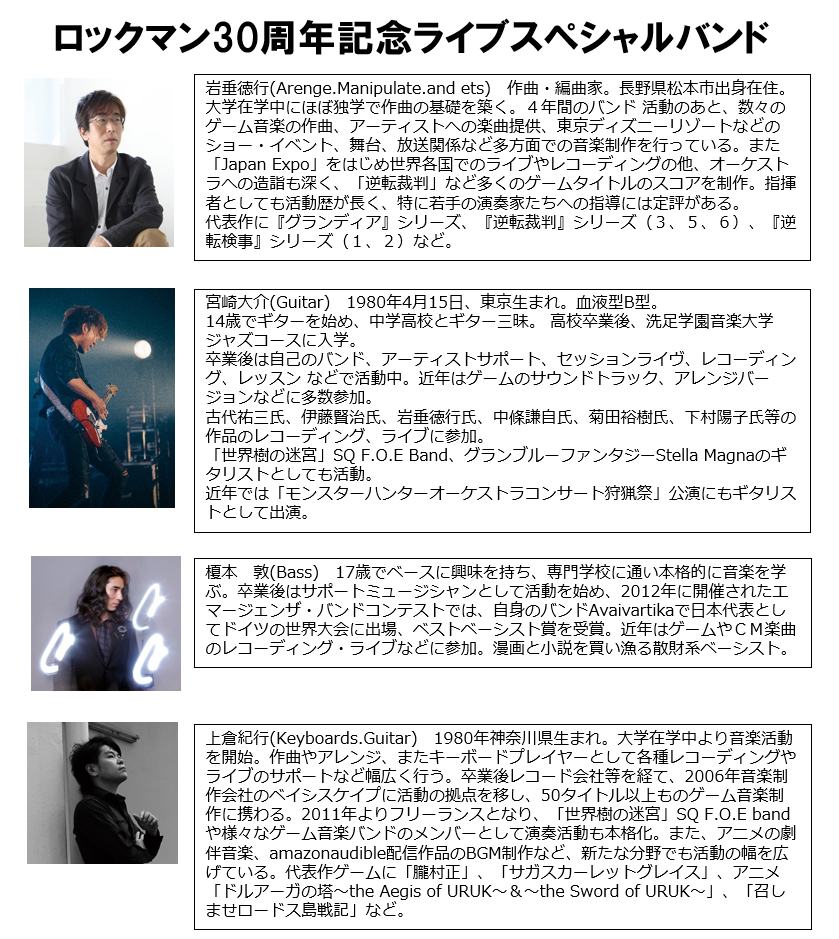 ロックマン30周年記念ライブスペシャルバンド
岩垂徳行(Arenge.Manipulate.and ets)　作曲・編曲家。長野県松本市出身在住。
大学在学中にほぼ独学で作曲の基礎を築く。４年間のバンド 活動のあと、数々の
ゲーム音楽の作曲、アーティストへの楽曲提供、東京ディズニーリゾートなどの
ショー・イベント、舞台、放送関係など多方面での音楽制作を行っている。また
「Japan Expo」をはじめ世界各国でのライブやレコーディングの他、オーケスト
ラへの造詣も深く、「逆転裁判」など多くのゲームタイトルのスコアを制作。指揮
者としても活動歴が長く、特に若手の演奏家たちへの指導には定評がある。
代表作に『グランディア』シリーズ、『逆転裁判』シリーズ（３、５、６）、『逆
転検事』シリーズ（１、２）など。
宮崎大介(Guitar)　1980年4月15日、東京生まれ。血液型B型。
14歳でギターを始め、中学高校とギター三昧。 高校卒業後、洗足学園音楽大学
ジャズコースに入学。
卒業後は自己のバンド、アーティストサポート、セッションライヴ、レコーディン
グ、レッスン などで活動中。近年はゲームのサウンドトラック、アレンジバー
ジョンなどに多数参加。
古代祐三氏、伊藤賢治氏、岩垂徳行氏、中條謙自氏、菊田裕樹氏、下村陽子氏等の
作品のレコーディング、ライブに参加。
「世界樹の迷宮」SQ F.O.E Band、グランブルーファンタジーStella Magnaのギ
タリストとしても活動。
近年では「モンスターハンターオーケストラコンサート狩猟祭」公演にもギタリス
トとして出演。
榎本　敦(Bass)　17歳でベースに興味を持ち、専門学校に通い本格的に音楽を学
ぶ。卒業後はサポートミュージシャンとして活動を始め、2012年に開催されたエ
マージェンザ・バンドコンテストでは、自身のバンドAvaivartikaで日本代表とし
てドイツの世界大会に出場、ベストベーシスト賞を受賞。近年はゲームやＣＭ楽曲
のレコーディング・ライブなどに参加。漫画と小説を買い漁る散財系ベーシスト。
上倉紀行(Keyboards.Guitar)　1980年神奈川県生まれ。大学在学中より音楽活動
を開始。作曲やアレンジ、またキーボードプレイヤーとして各種レコーディングや
ライブのサポートなど幅広く行う。卒業後レコード会社等を経て、2006年音楽制
作会社のベイシスケイプに活動の拠点を移し、50タイトル以上ものゲーム音楽制
作に携わる。2011年よりフリーランスとなり、「世界樹の迷宮」SQ F.O.E band
や様々なゲーム音楽バンドのメンバーとして演奏活動も本格化。また、アニメの劇
伴音楽、amazonaudible配信作品のBGM制作など、新たな分野でも活動の幅を広
げている。代表作ゲームに「朧村正」、「サガスカーレットグレイス」、アニメ
「ドルアーガの塔～the Aegis of URUK～＆～the Sword of URUK～」、「召し
ませロードス島戦記」など。